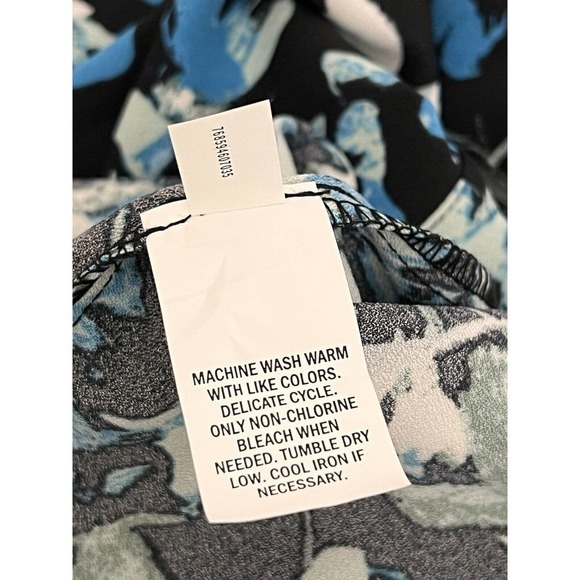 768594607035
MACHINE WASH WARM
WITH LIKE COLORS.
DELICATE CYCLE.
ONLY NON-CHLORINE
BLEACH WHEN
NEEDED. TUMBLE DRY
LOW. COOL IRON IF
NECESSARY.